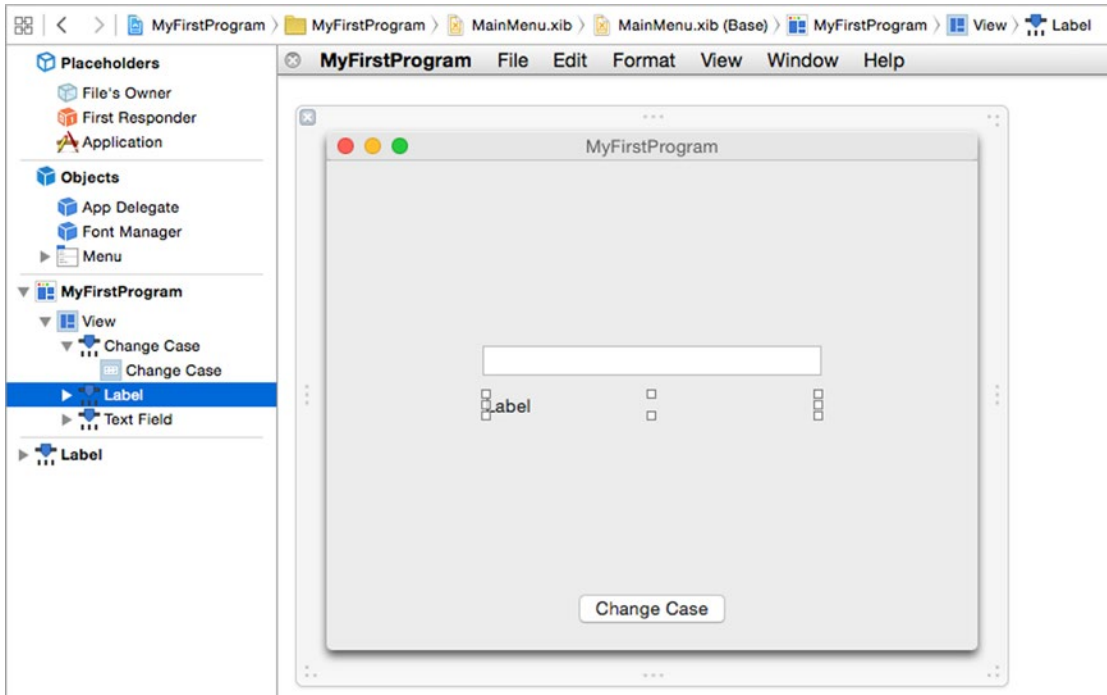 MyFirstProgram MyFirstProgram MainMenu.xib MainMenu.xib (Base) MyFirstProgram View Label
Placeholders
File's Owner
First Responder
Application
Objects
App Delegate
Font Manager
Menu
MyFirstProgram
View
Change Case
Change Case
Label
Text Field
Label
MyFirstProgram File Edit Format View Window Help
MyFirstProgram
Label
Change Case